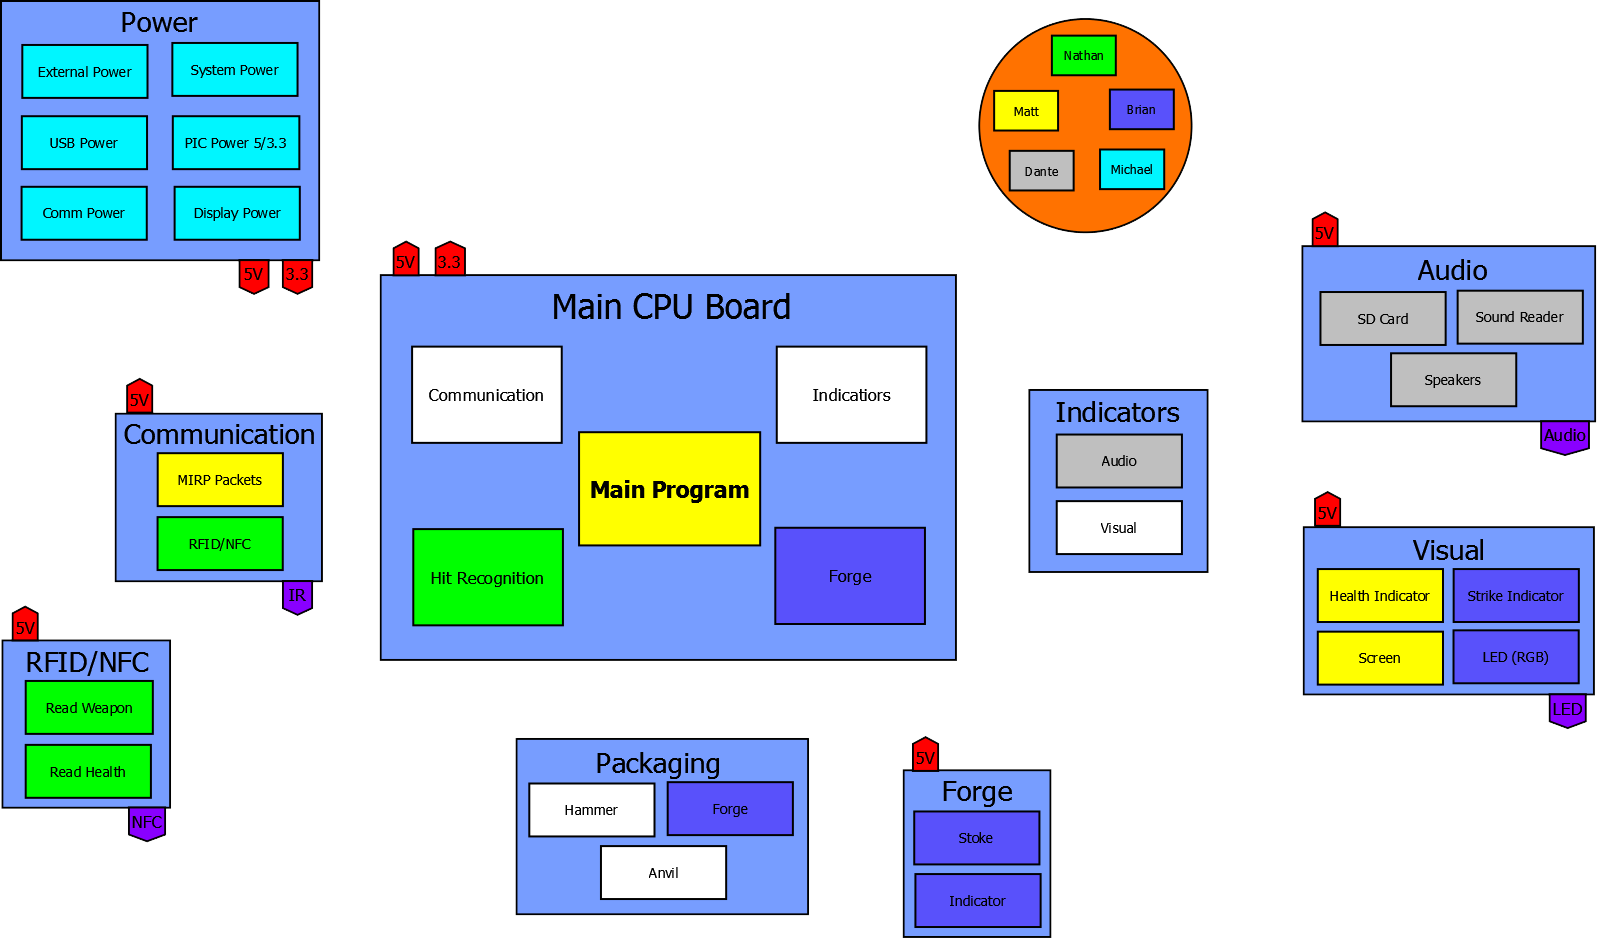 Power
External Power
System Power
USB Power
PIC Power 5/3.3
Comm Power
Display Power
5V
3.3
Nathan
Matt
Brian
Dante
Michael
5V
3.3
Main CPU Board
Communication
Indicatiors
Main Program
Hit Recognition
Forge
5V
Communication
MIRP Packets
RFID/NFC
IR
5V
RFID/NFC
Read Weapon
Read Health
NFC
Indicators
Audio
Visual
5V
Audio
SD Card
Sound Reader
Speakers
Audio
5V
Visual
Health Indicator
Strike Indicator
Screen
LED (RGB)
LED
Packaging
Hammer
Forge
Anvil
5V
Forge
Stoke
Indicator